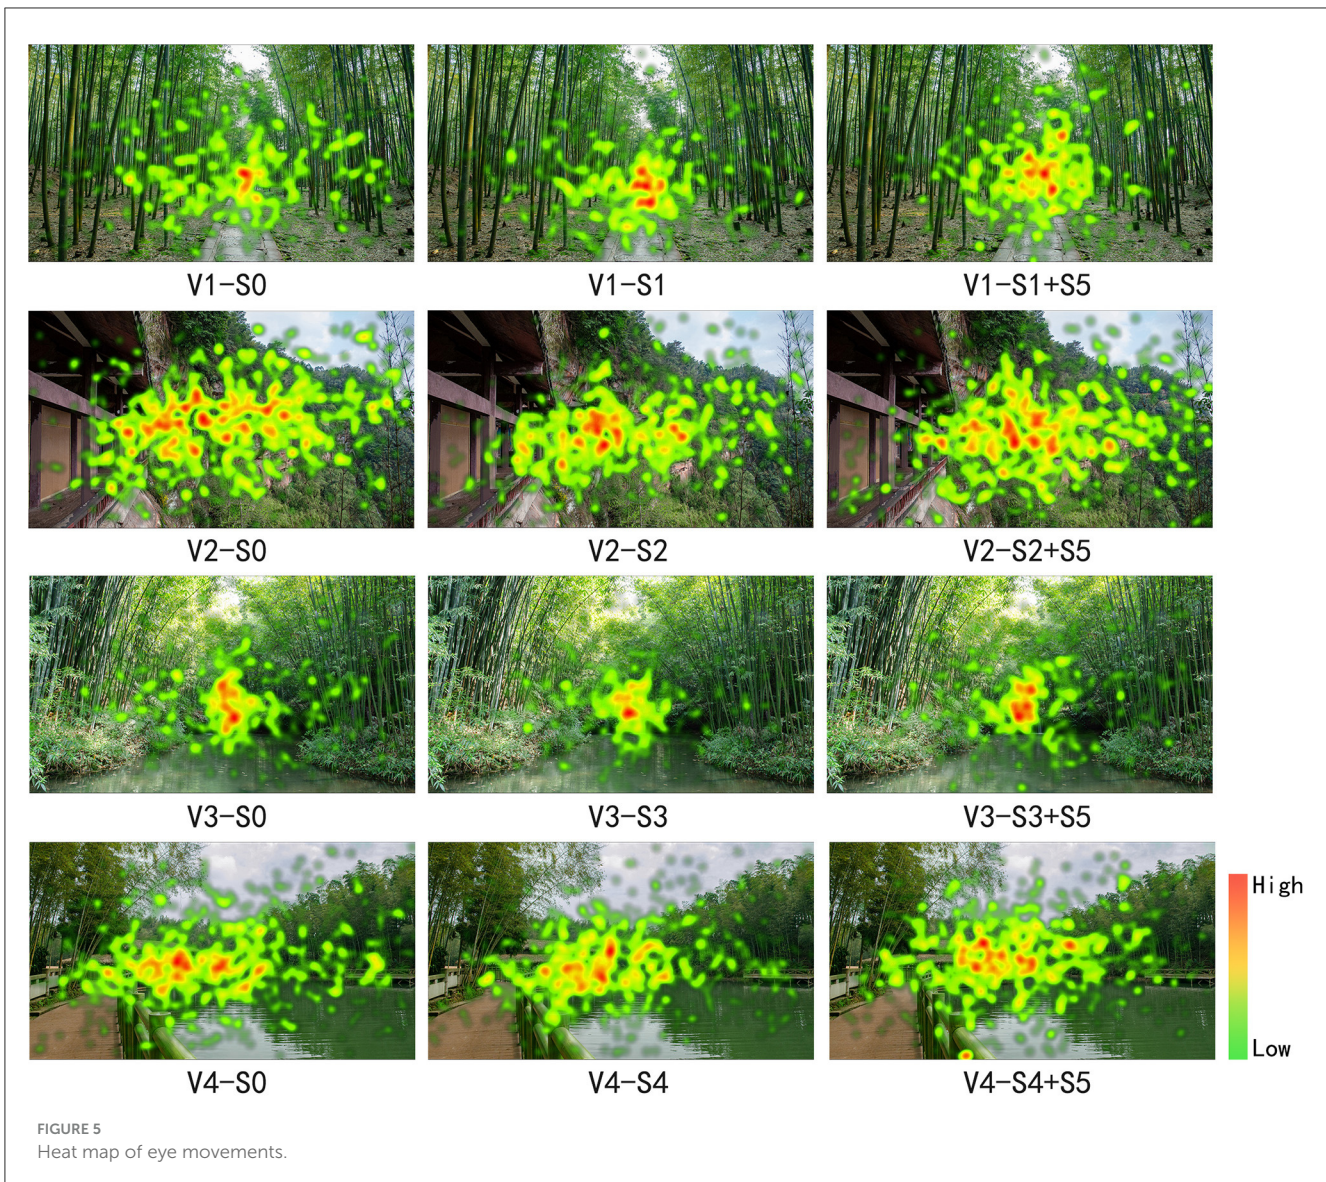 V1-S0 V1-S1 V1-S1+S5
V2-S0 V2-S2 V2-S2+S5
V3-S0 V3-S3 V3-S3+S5
High
Low
V4-S0 V4-S4 V4-S4+S5
FIGURE 5
Heat map of eye movements.